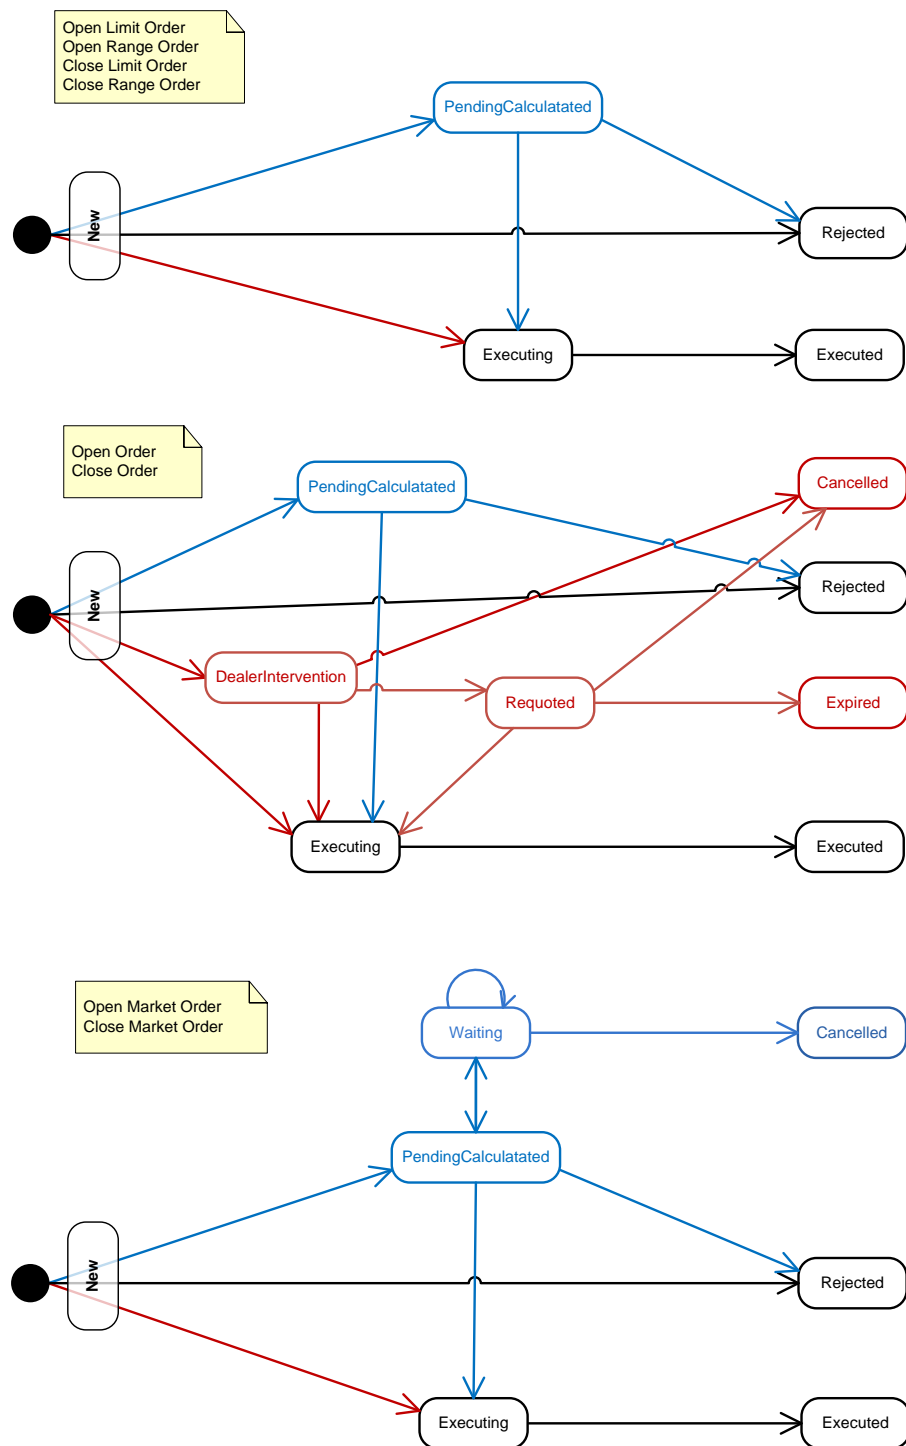 Open Limit Order
Open Range Order
Close Limit Order
Close Range Order
PendingCalculatated
New
Rejected
Executing
Executed
Open Order
Close Order
PendingCalculatated
Cancelled
New
Rejected
DealerIntervention
Requoted
Expired
Executing
Executed
Open Market Order
Close Market Order
Waiting
Cancelled
PendingCalculatated
New
Rejected
Executing
Executed